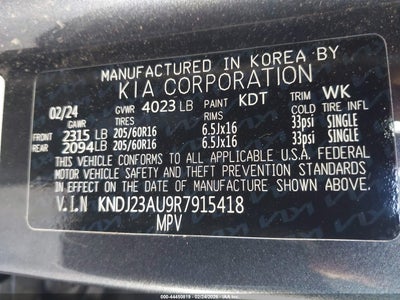 MANUFACTURED IN KOREA BY
KIA CORPORATION
02/24 GVWR 4023 LB PAINT KDT TRIM WK
GAWR TIRES RIMS COLD TIRE INFL
FRONT 2315 LB 205/60R16 6.5Jx16 33psi SINGLE
REAR 2094 LB 205/60R16 6.5Jx16 33psi SINGLE
THIS VEHICLE CONFORMS TO ALL APPLICABLE U.S.A. FEDERAL
MOTOR VEHICLE SAFETY, BUMPER, AND THEFT PREVENTION STANDARDS
IN EFFECT ON THE DATE OF MANUFACTURE SHOWN ABOVE.
V.I.N KNDJ23AU9R7915418
MPV